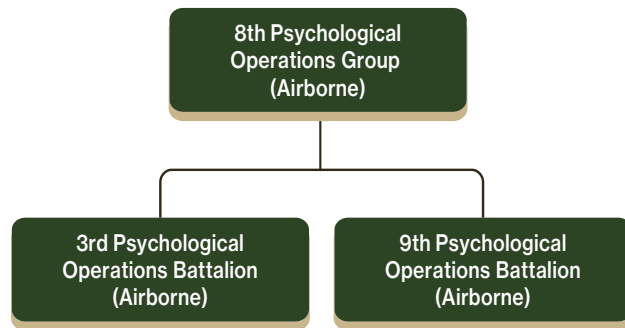 8th Psychological
Operations Group
(Airborne)
3rd Psychological
Operations Battalion
(Airborne)
9th Psychological
Operations Battalion
(Airborne)